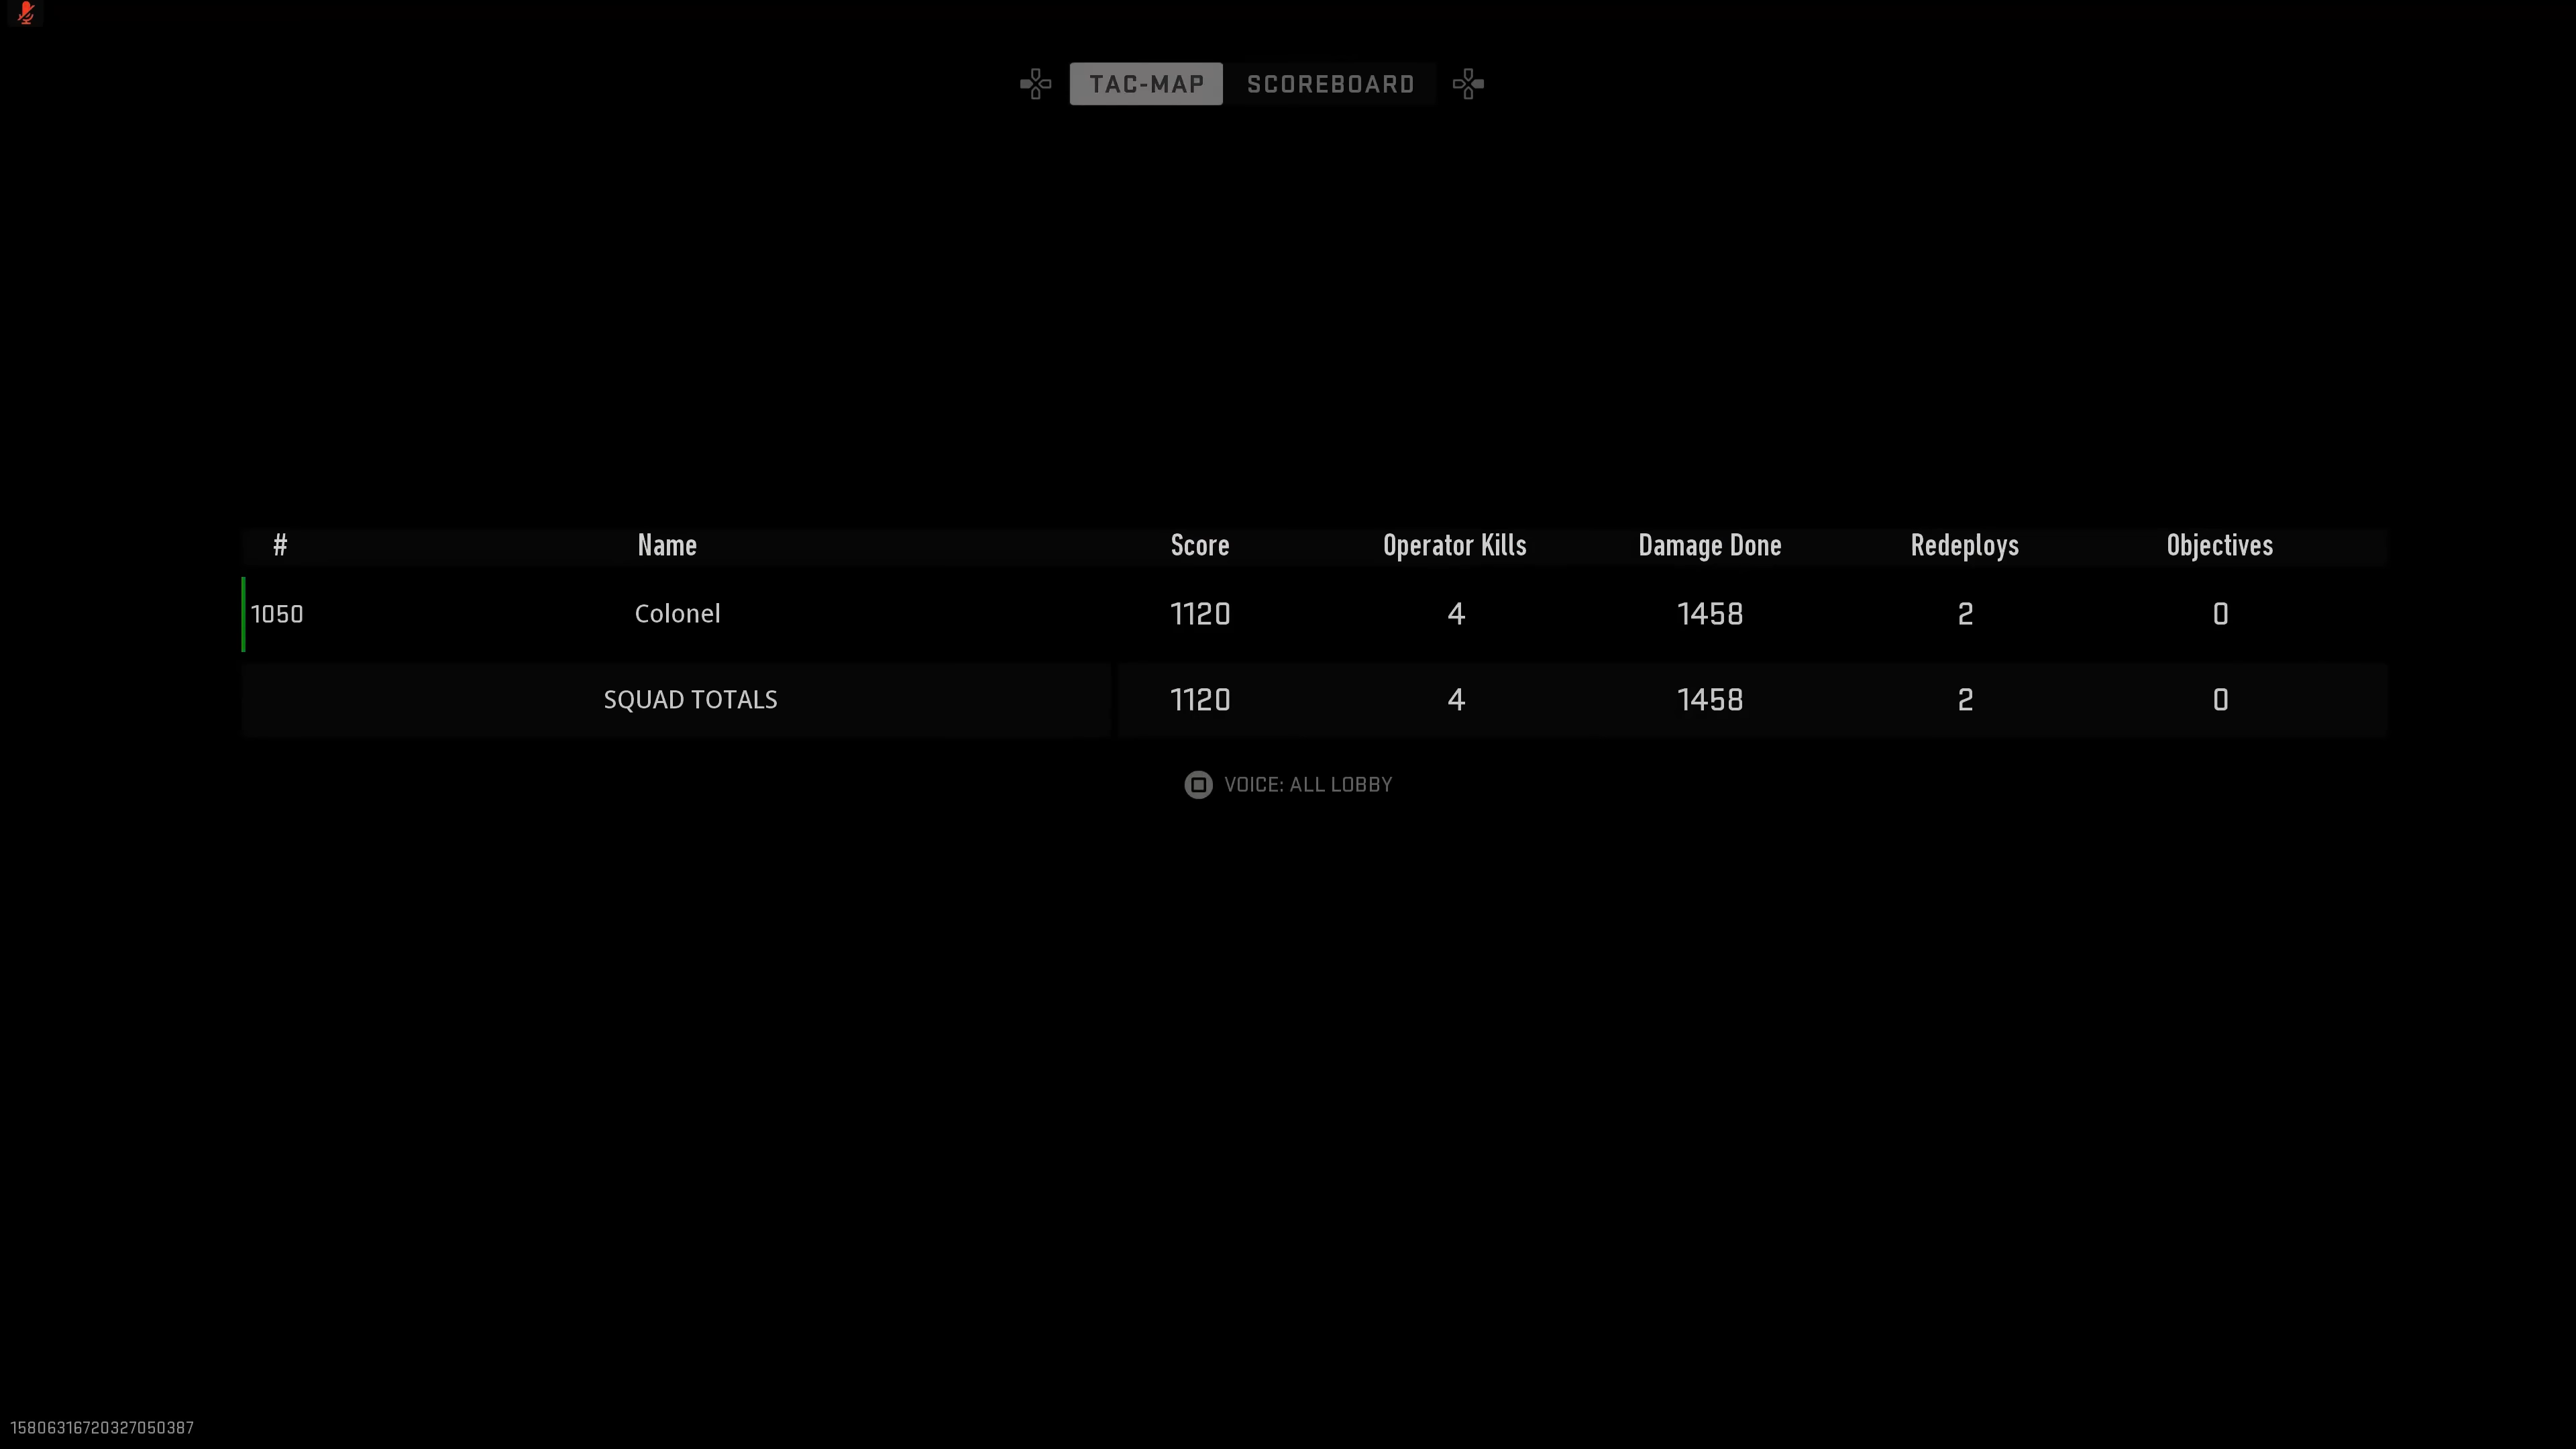 TAC-MAP SCOREBOARD
# Name Score Operator Kills Damage Done Redeploys Objectives
1050 Colonel 1120 4 1458 2 0
SQUAD TOTALS 1120 4 1458 2 0
VOICE: ALL LOBBY
15806316720327050387